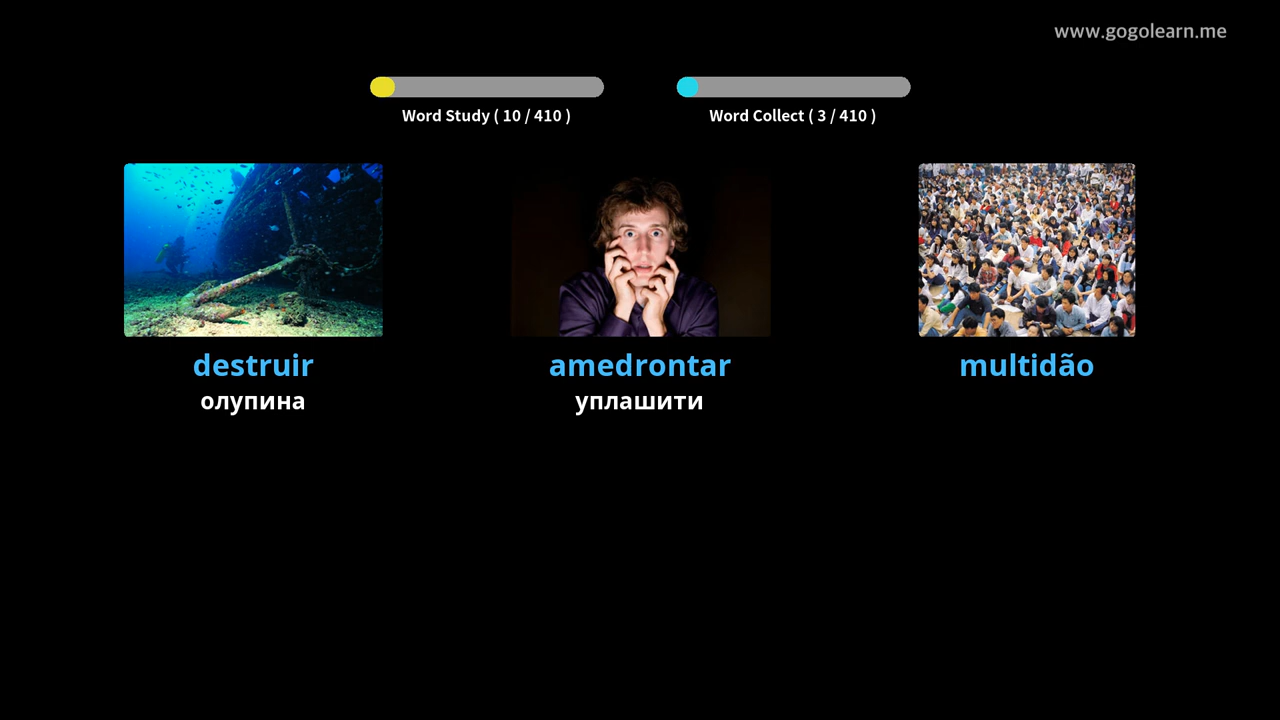 www.gogolearn.me
Word Study ( 10 / 410 )
Word Collect ( 3 / 410 )
destruir
олупина
amedrontar
уплашити
multidão